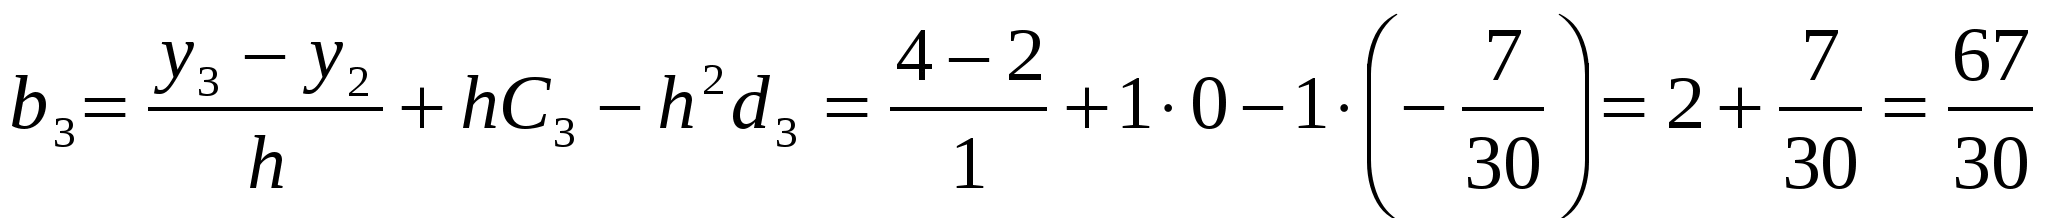 b₃ = (y₃ − y₂)/h + hC₃ − h²d₃ = (4 − 2)/1 + 1·0 − 1·(−7/30) = 2 + 7/30 = 67/30